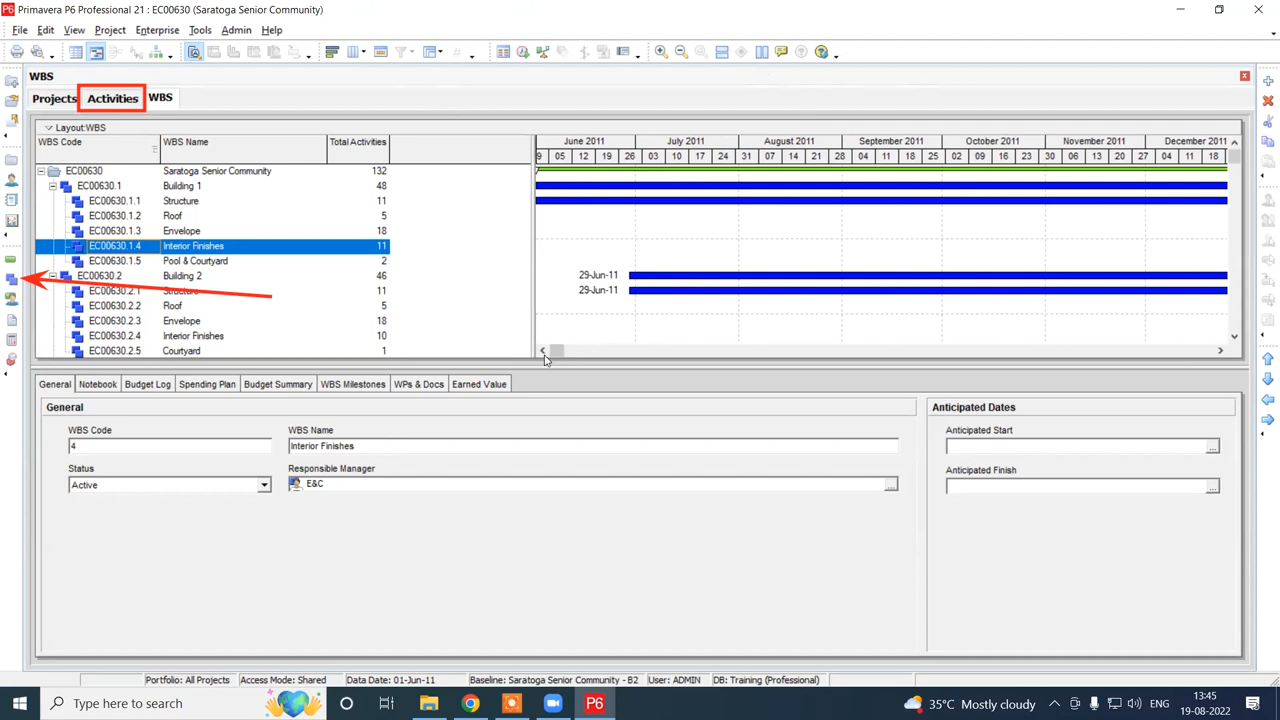 Primavera P6 Professional 21 : EC00630 (Saratoga Senior Community)
File Edit View Project Enterprise Tools Admin Help
WBS
Projects Activities WBS
Layout:WBS
WBS Code WBS Name Total Activities
June 2011 July 2011 August 2011 September 2011 October 2011 November 2011 December 2011
9 05 12 19 26 03 10 17 24 31 07 14 21 28 04 11 18 25 02 09 16 23 30 06 13 20 27 04 11 18
EC00630 Saratoga Senior Community 132
EC00630.1 Building 1 48
EC00630.1.1 Structure 11
EC00630.1.2 Roof 5
EC00630.1.3 Envelope 18
EC00630.1.4 Interior Finishes 11
EC00630.1.5 Pool & Courtyard 2
EC00630.2 Building 2 46 29-Jun-11
EC00630.2.1 Structure 11 29-Jun-11
EC00630.2.2 Roof 5
EC00630.2.3 Envelope 18
EC00630.2.4 Interior Finishes 10
EC00630.2.5 Courtyard 1
General Notebook Budget Log Spending Plan Budget Summary WBS Milestones WPs & Docs Earned Value
General Anticipated Dates
WBS Code WBS Name Anticipated Start
4 Interior Finishes
Status Responsible Manager Anticipated Finish
Active E&C
Portfolio: All Projects Access Mode: Shared Data Date: 01-Jun-11 Baseline: Saratoga Senior Community - B2 User: ADMIN DB: Training (Professional)
Type here to search P6 35°C Mostly cloudy ENG 13:45
19-08-2022